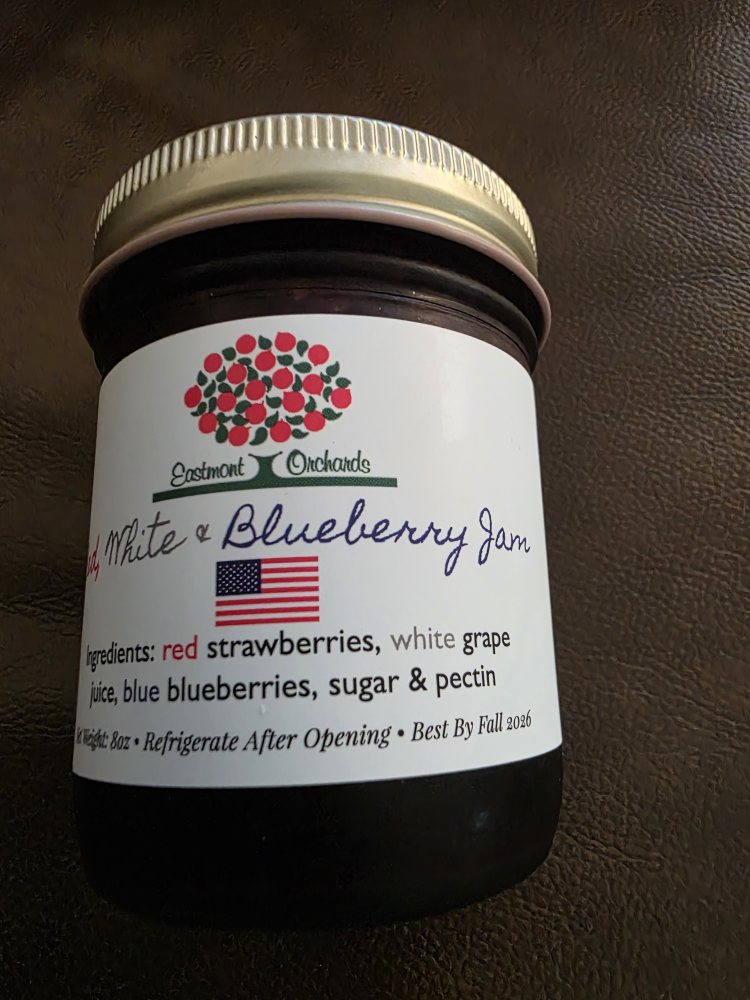 Eastmont Orchards
ed, White & Blueberry Jam
Ingredients: red strawberries, white grape
juice, blue blueberries, sugar & pectin
Weight: 8oz • Refrigerate After Opening • Best By Fall 2026